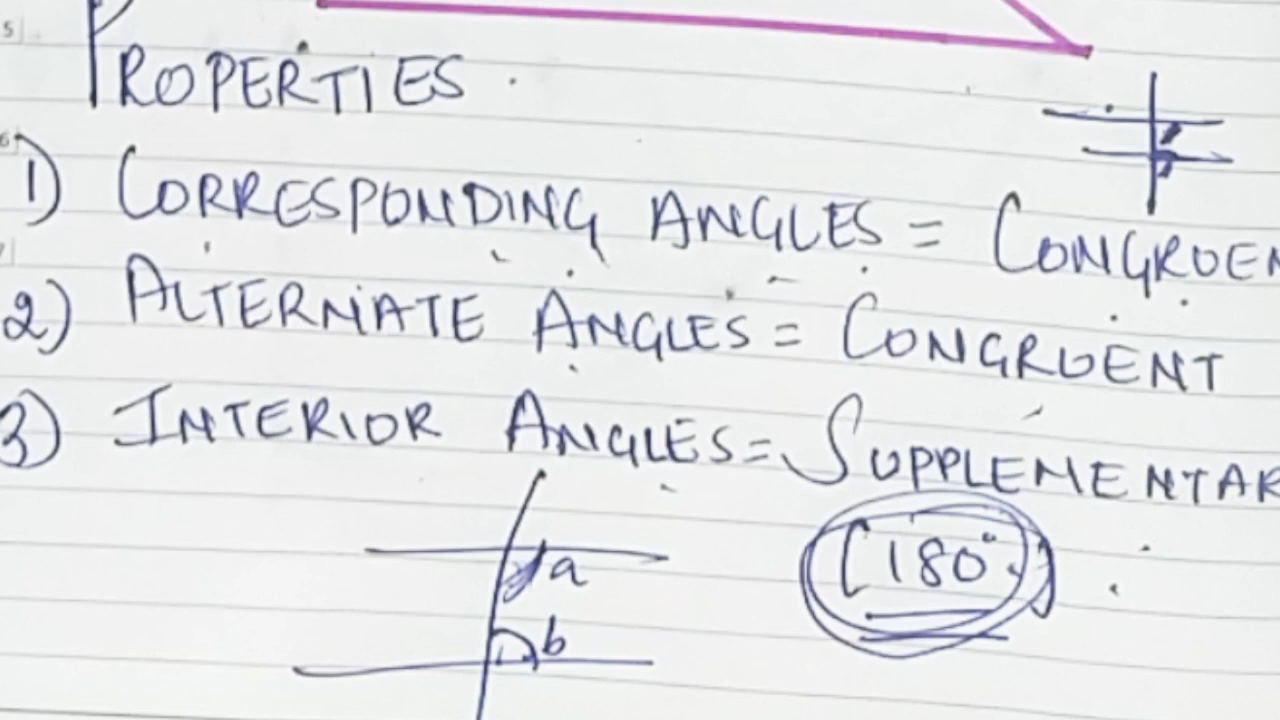 PROPERTIES.
1) CORRESPONDING ANGLES = CONGRUEN
2) ALTERNATE ANGLES = CONGRUENT
3) INTERIOR ANGLES = SUPPLEMENTAR
(180°)
a
b